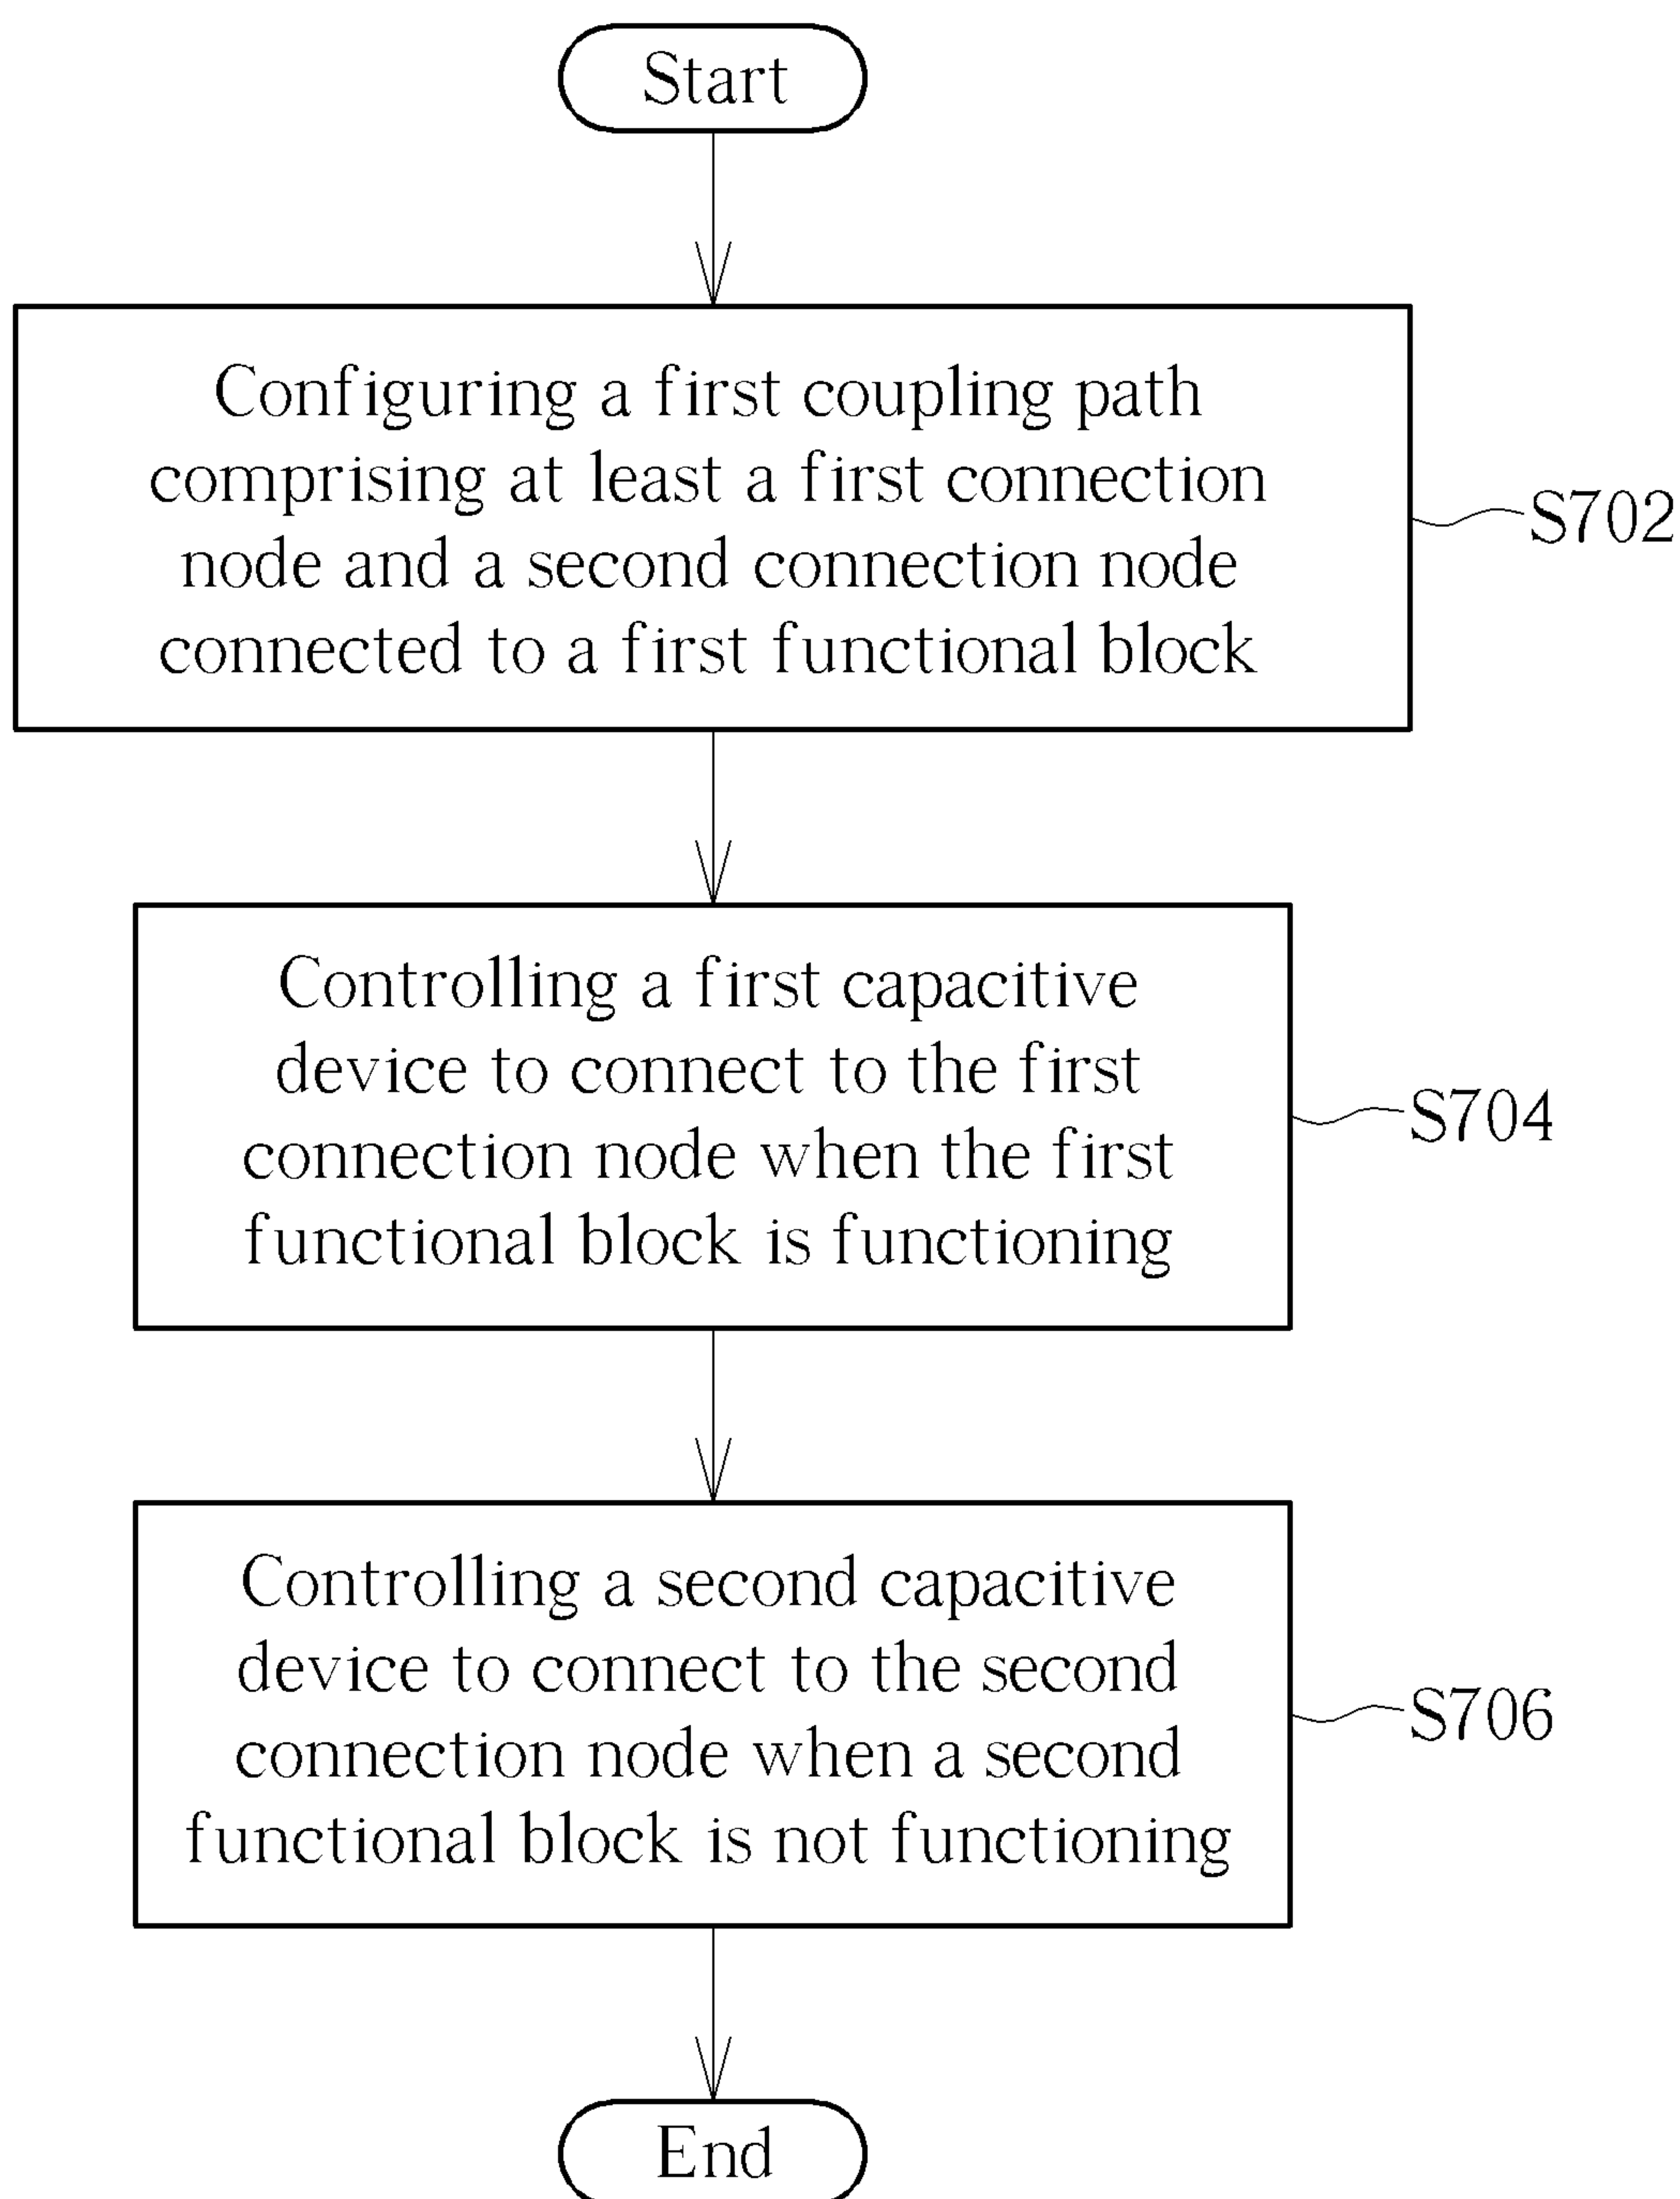 Start
Configuring a first coupling path
comprising at least a first connection
node and a second connection node
connected to a first functional block
S702
Controlling a first capacitive
device to connect to the first
connection node when the first
functional block is functioning
S704
Controlling a second capacitive
device to connect to the second
connection node when a second
functional block is not functioning
S706
End